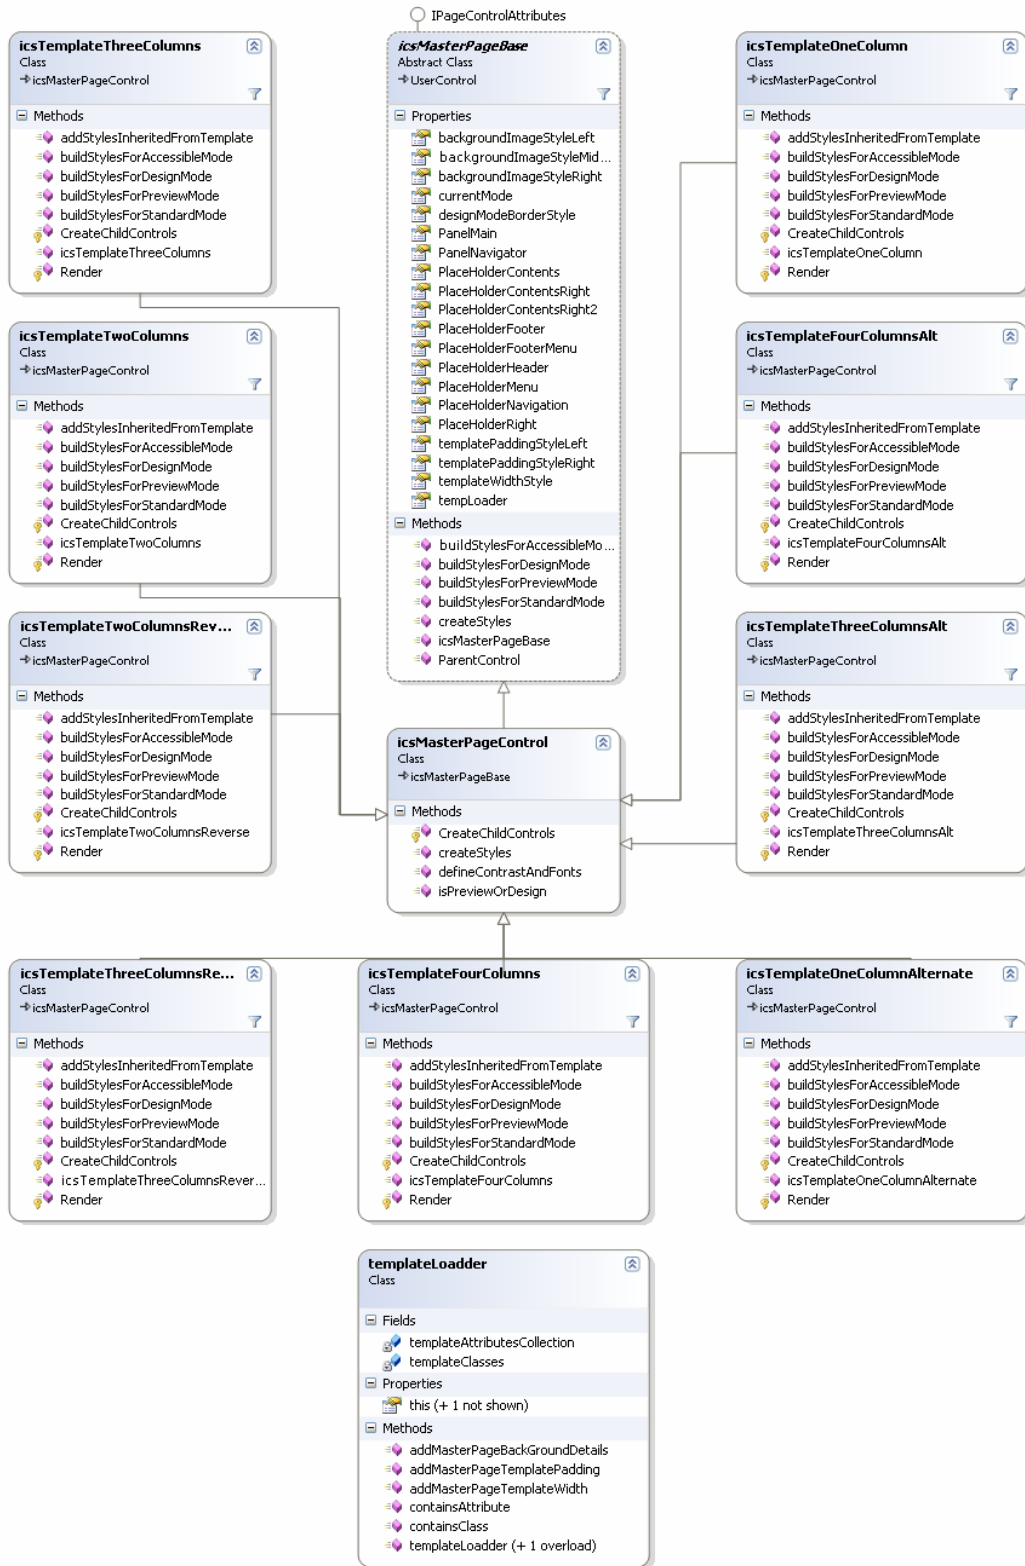 IPageControlAttributes
icsTemplateThreeColumns
Class
icsMasterPageControl
Methods
addStylesInheritedFromTemplate
buildStylesForAccessibleMode
buildStylesForDesignMode
buildStylesForPreviewMode
buildStylesForStandardMode
CreateChildControls
icsTemplateThreeColumns
Render
icsTemplateTwoColumns
Class
icsMasterPageControl
Methods
addStylesInheritedFromTemplate
buildStylesForAccessibleMode
buildStylesForDesignMode
buildStylesForPreviewMode
buildStylesForStandardMode
CreateChildControls
icsTemplateTwoColumns
Render
icsTemplateTwoColumnsRev...
Class
icsMasterPageControl
Methods
addStylesInheritedFromTemplate
buildStylesForAccessibleMode
buildStylesForDesignMode
buildStylesForPreviewMode
buildStylesForStandardMode
CreateChildControls
icsTemplateTwoColumnsReverse
Render
icsMasterPageBase
Abstract Class
UserControl
Properties
backgroundImageStyleLeft
backgroundImageStyleMid...
backgroundImageStyleRight
currentMode
designModeBorderStyle
PanelMain
PanelNavigator
PlaceHolderContents
PlaceHolderContentsRight
PlaceHolderContentsRight2
PlaceHolderFooter
PlaceHolderFooterMenu
PlaceHolderHeader
PlaceHolderMenu
PlaceHolderNavigation
PlaceHolderRight
templatePaddingStyleLeft
templatePaddingStyleRight
templateWidthStyle
tempLoader
Methods
buildStylesForAccessibleMo...
buildStylesForDesignMode
buildStylesForPreviewMode
buildStylesForStandardMode
createStyles
icsMasterPageBase
ParentControl
icsMasterPageControl
Class
icsMasterPageBase
Methods
CreateChildControls
createStyles
defineContrastAndFonts
isPreviewOrDesign
icsTemplateOneColumn
Class
icsMasterPageControl
Methods
addStylesInheritedFromTemplate
buildStylesForAccessibleMode
buildStylesForDesignMode
buildStylesForPreviewMode
buildStylesForStandardMode
CreateChildControls
icsTemplateOneColumn
Render
icsTemplateFourColumnsAlt
Class
icsMasterPageControl
Methods
addStylesInheritedFromTemplate
buildStylesForAccessibleMode
buildStylesForDesignMode
buildStylesForPreviewMode
buildStylesForStandardMode
CreateChildControls
icsTemplateFourColumnsAlt
Render
icsTemplateThreeColumnsAlt
Class
icsMasterPageControl
Methods
addStylesInheritedFromTemplate
buildStylesForAccessibleMode
buildStylesForDesignMode
buildStylesForPreviewMode
buildStylesForStandardMode
CreateChildControls
icsTemplateThreeColumnsAlt
Render
icsTemplateThreeColumnsRe...
Class
icsMasterPageControl
Methods
addStylesInheritedFromTemplate
buildStylesForAccessibleMode
buildStylesForDesignMode
buildStylesForPreviewMode
buildStylesForStandardMode
CreateChildControls
icsTemplateThreeColumnsRever...
Render
icsTemplateFourColumns
Class
icsMasterPageControl
Methods
addStylesInheritedFromTemplate
buildStylesForAccessibleMode
buildStylesForDesignMode
buildStylesForPreviewMode
buildStylesForStandardMode
CreateChildControls
icsTemplateFourColumns
Render
icsTemplateOneColumnAlternate
Class
icsMasterPageControl
Methods
addStylesInheritedFromTemplate
buildStylesForAccessibleMode
buildStylesForDesignMode
buildStylesForPreviewMode
buildStylesForStandardMode
CreateChildControls
icsTemplateOneColumnAlternate
Render
templateLoadder
Class
Fields
templateAttributesCollection
templateClasses
Properties
this (+ 1 not shown)
Methods
addMasterPageBackGroundDetails
addMasterPageTemplatePadding
addMasterPageTemplateWidth
containsAttribute
containsClass
templateLoadder (+ 1 overload)